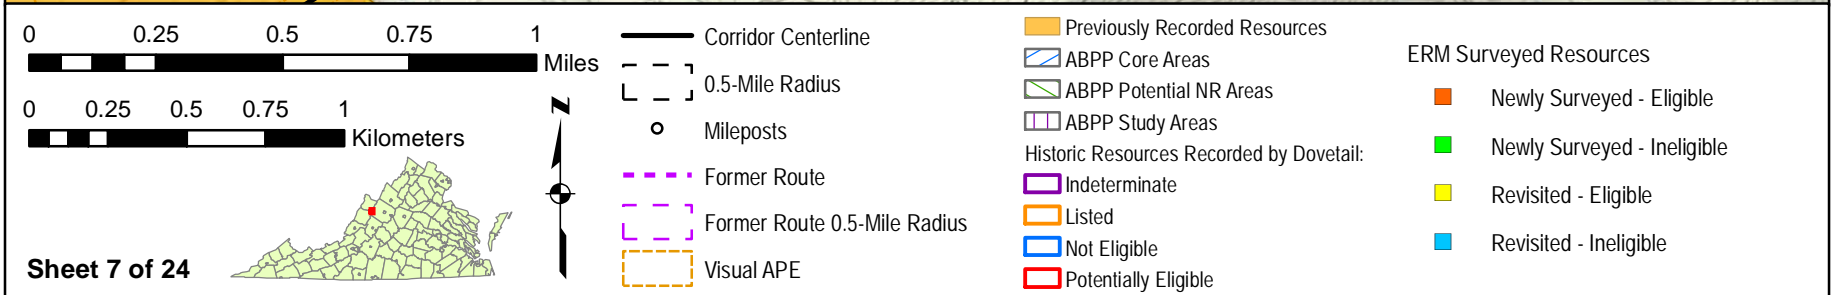 0 0.25 0.5 0.75 1
Miles
0 0.25 0.5 0.75 1
Kilometers
Sheet 7 of 24
N
Corridor Centerline
0.5-Mile Radius
Mileposts
Former Route
Former Route 0.5-Mile Radius
Visual APE
Previously Recorded Resources
ABPP Core Areas
ABPP Potential NR Areas
ABPP Study Areas
Historic Resources Recorded by Dovetail:
Indeterminate
Listed
Not Eligible
Potentially Eligible
ERM Surveyed Resources
Newly Surveyed - Eligible
Newly Surveyed - Ineligible
Revisited - Eligible
Revisited - Ineligible